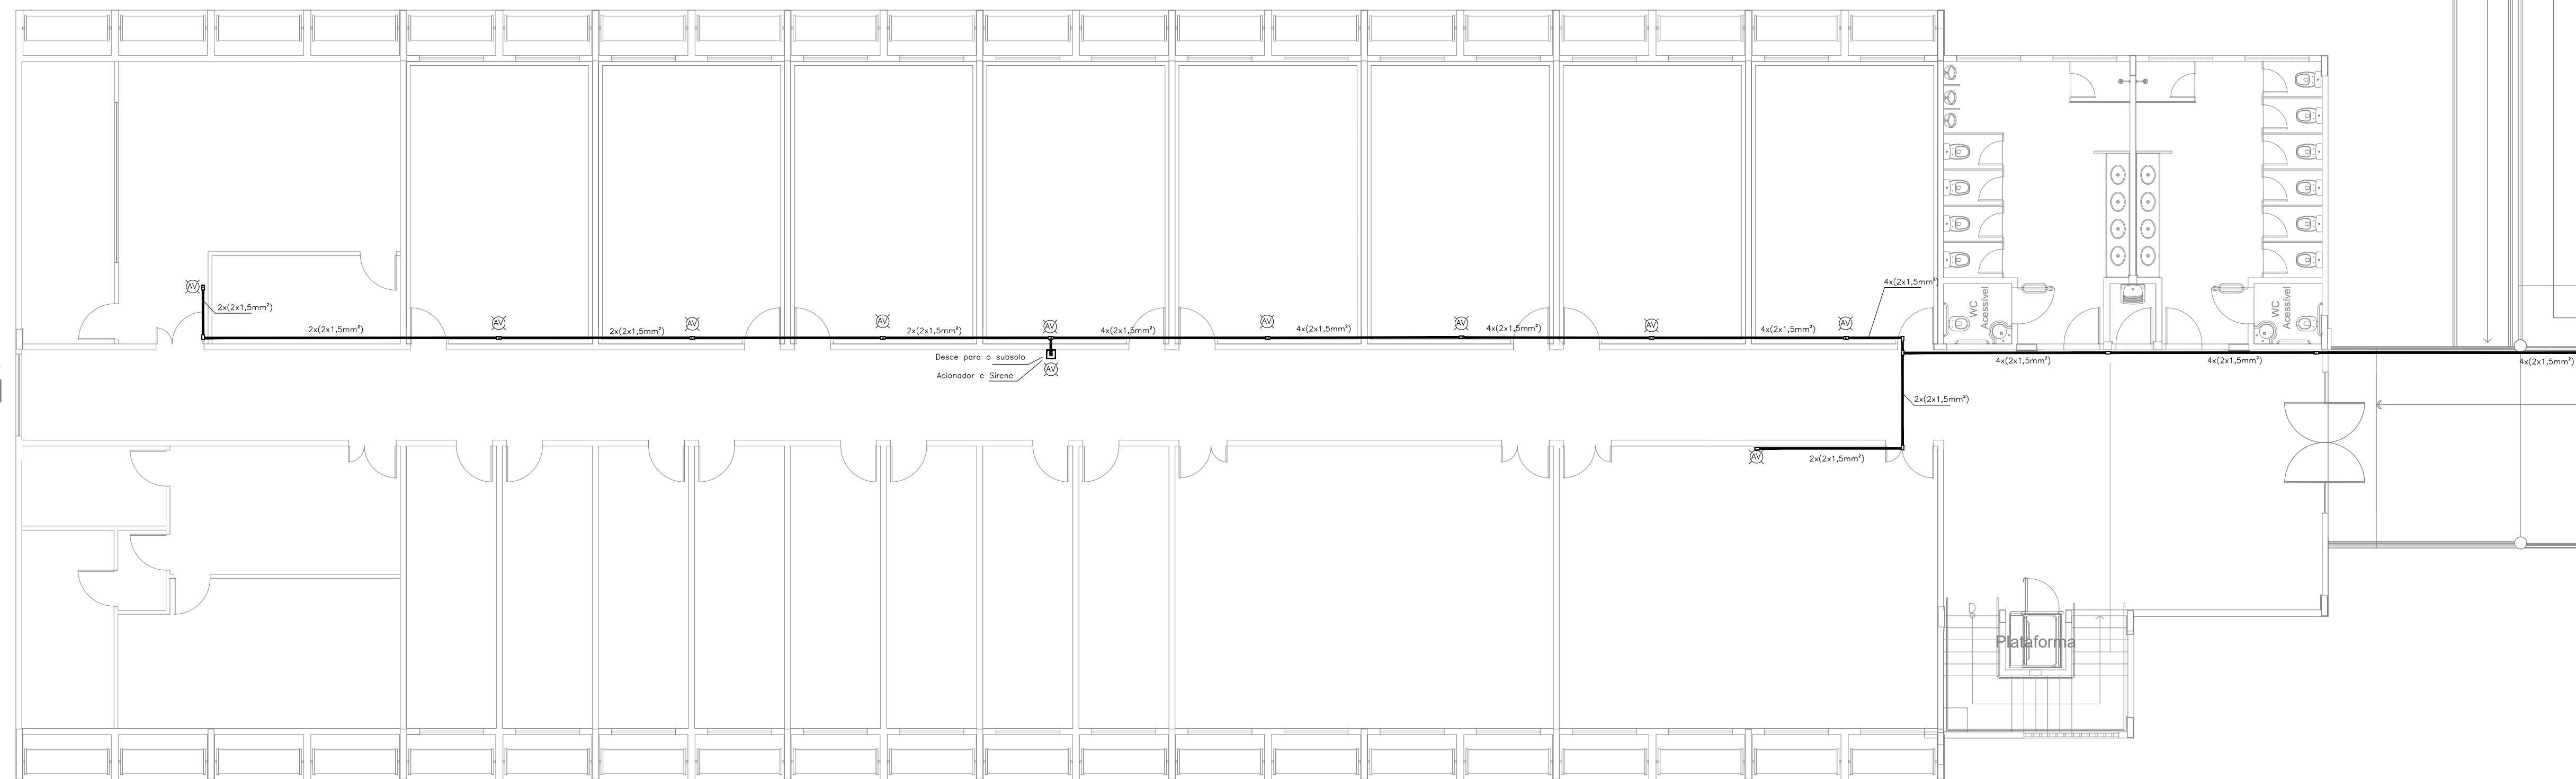 4x(2x1,5mm²)
AV
2x(2x1,5mm²)
WC
Acessível
WC
Acessível
AV
AV
AV
AV
AV
AV
AV
AV
2x(2x1,5mm²)
2x(2x1,5mm²)
2x(2x1,5mm²)
4x(2x1,5mm²)
4x(2x1,5mm²)
4x(2x1,5mm²)
4x(2x1,5mm²)
Desce para o subsolo
Acionador e Sirene
AV
4x(2x1,5mm²)
4x(2x1,5mm²)
4x(2x1,5mm²)
2x(2x1,5mm²)
AV
2x(2x1,5mm²)
D
Plataforma